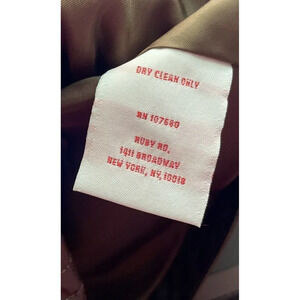 DRY CLEAN ONLY
RN 107680
RUBY RD.
1411 BROADWAY
NEW YORK, NY, 10018